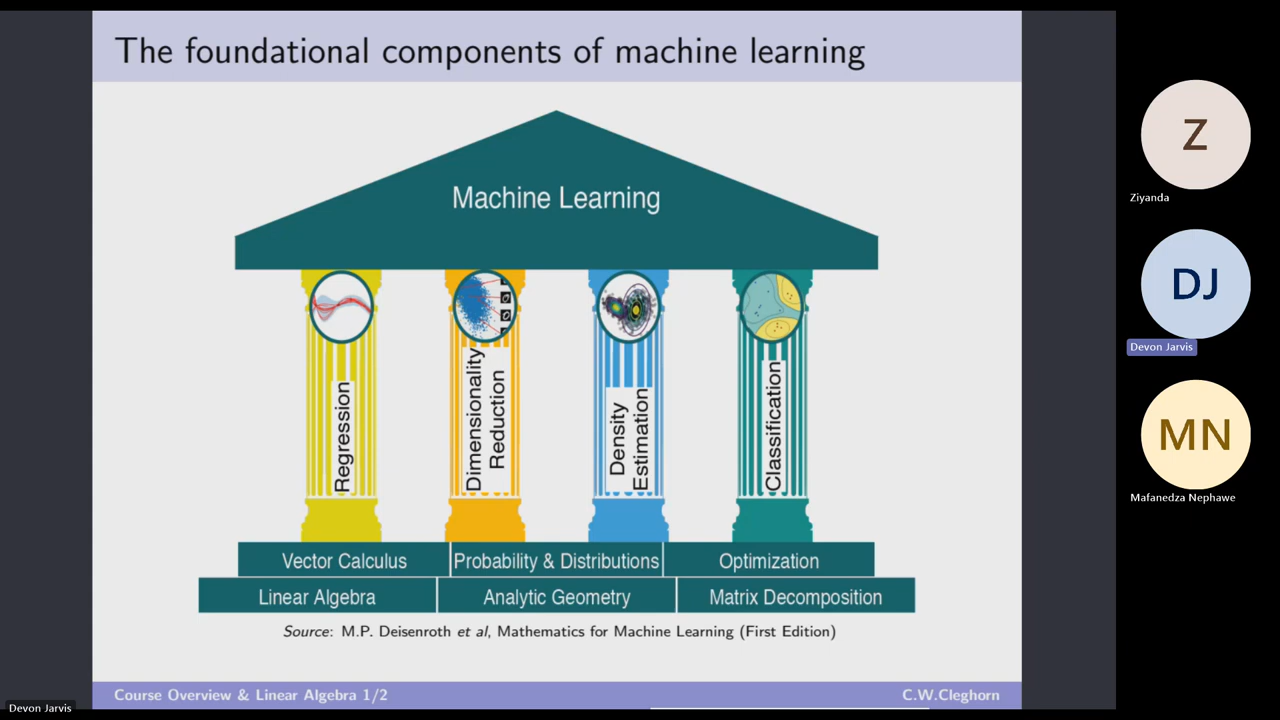 The foundational components of machine learning
Machine Learning
Regression
Dimensionality
Reduction
Density
Estimation
Classification
Vector Calculus
Probability & Distributions
Optimization
Linear Algebra
Analytic Geometry
Matrix Decomposition
Source: M.P. Deisenroth et al, Mathematics for Machine Learning (First Edition)
Course Overview & Linear Algebra 1/2
C.W.Cleghorn
Z
Ziyanda
DJ
Devon Jarvis
MN
Mafanedza Nephawe
Devon Jarvis